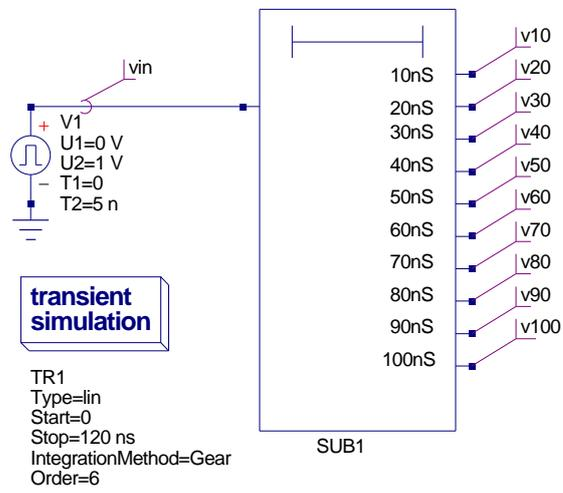 vin
+
V1
U1=0 V
U2=1 V
T1=0
T2=5 n
10nS
20nS
30nS
40nS
50nS
60nS
70nS
80nS
90nS
100nS
v10
v20
v30
v40
v50
v60
v70
v80
v90
v100
SUB1
transient
simulation
TR1
Type=lin
Start=0
Stop=120 ns
IntegrationMethod=Gear
Order=6